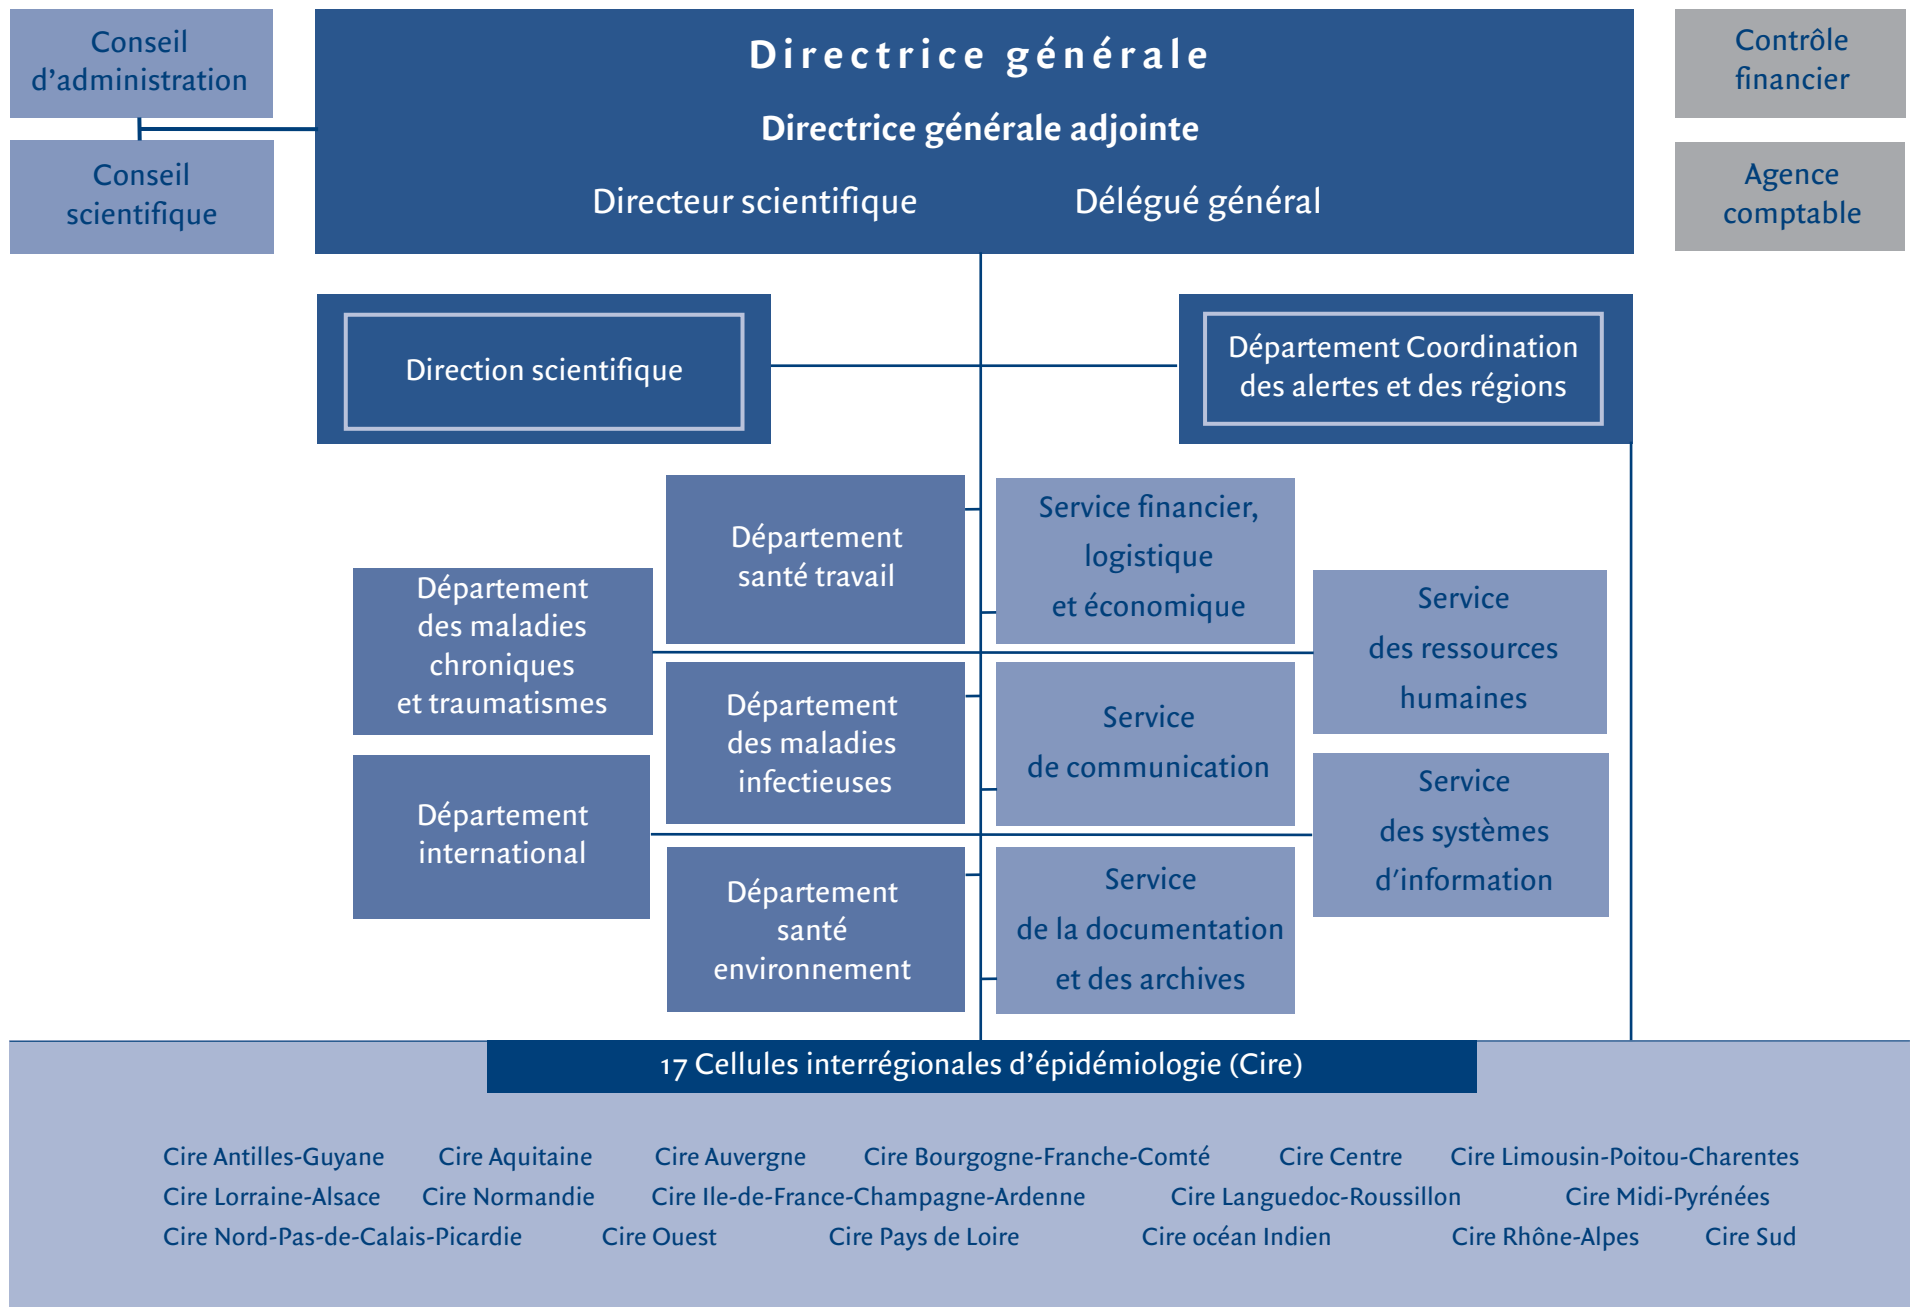 Conseil
d'administration
Conseil
scientifique
Directrice générale
Directrice générale adjointe
Directeur scientifique Délégué général
Contrôle
financier
Agence
comptable
Direction scientifique
Département Coordination
des alertes et des régions
Département
santé travail
Service financier,
logistique
et économique
Département
des maladies
chroniques
et traumatismes
Service
des ressources
humaines
Département
des maladies
infectieuses
Service
de communication
Département
international
Service
des systèmes
d'information
Département
santé
environnement
Service
de la documentation
et des archives
17 Cellules interrégionales d'épidémiologie (Cire)
Cire Antilles-Guyane Cire Aquitaine Cire Auvergne Cire Bourgogne-Franche-Comté Cire Centre Cire Limousin-Poitou-Charentes
Cire Lorraine-Alsace Cire Normandie Cire Ile-de-France-Champagne-Ardenne Cire Languedoc-Roussillon Cire Midi-Pyrénées
Cire Nord-Pas-de-Calais-Picardie Cire Ouest Cire Pays de Loire Cire océan Indien Cire Rhône-Alpes Cire Sud